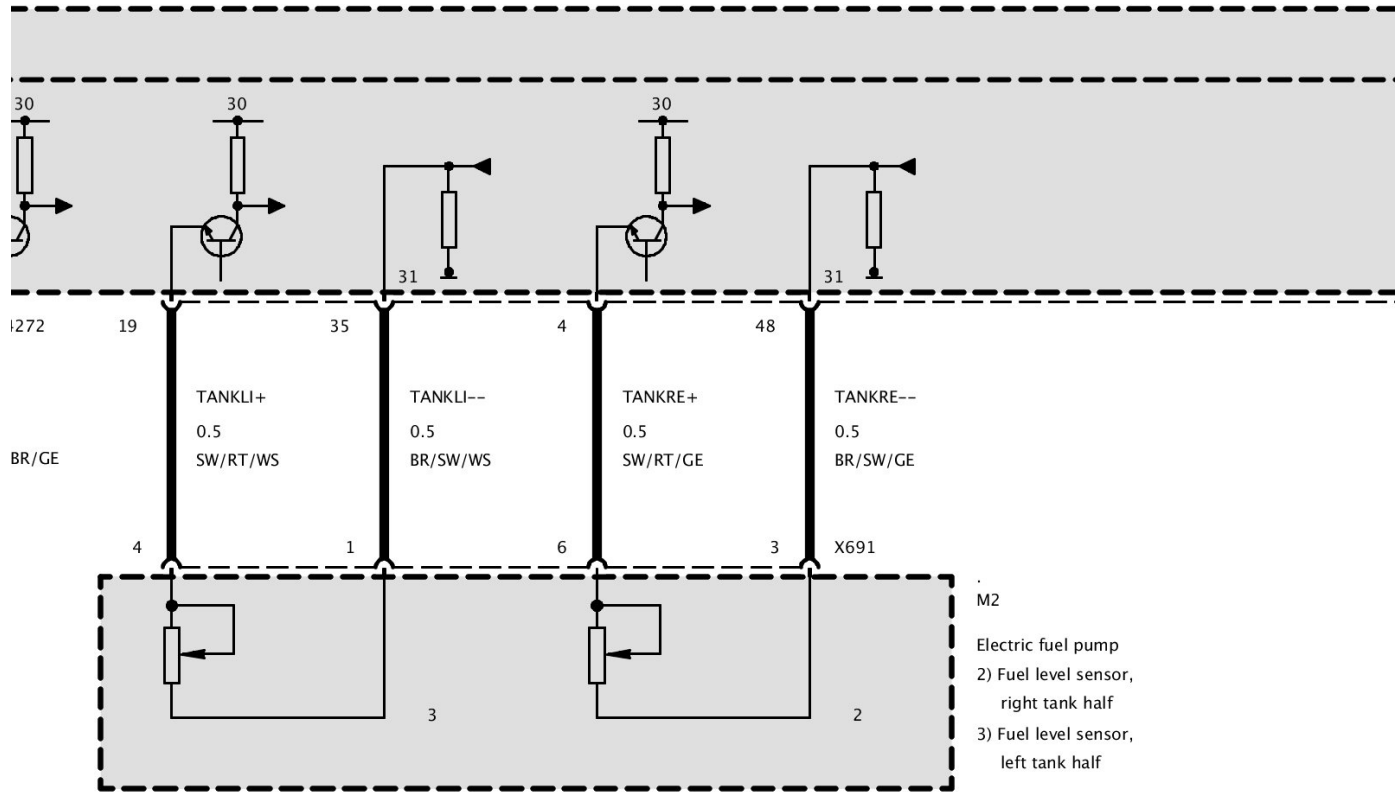 30
30
30
31
31
4272
19
35
4
48
TANKLI+
TANKLI--
TANKRE+
TANKRE--
0.5
0.5
0.5
0.5
BR/GE
SW/RT/WS
BR/SW/WS
SW/RT/GE
BR/SW/GE
4
1
6
3
X691
.
M2
Electric fuel pump
2) Fuel level sensor,
right tank half
3) Fuel level sensor,
left tank half
3
2